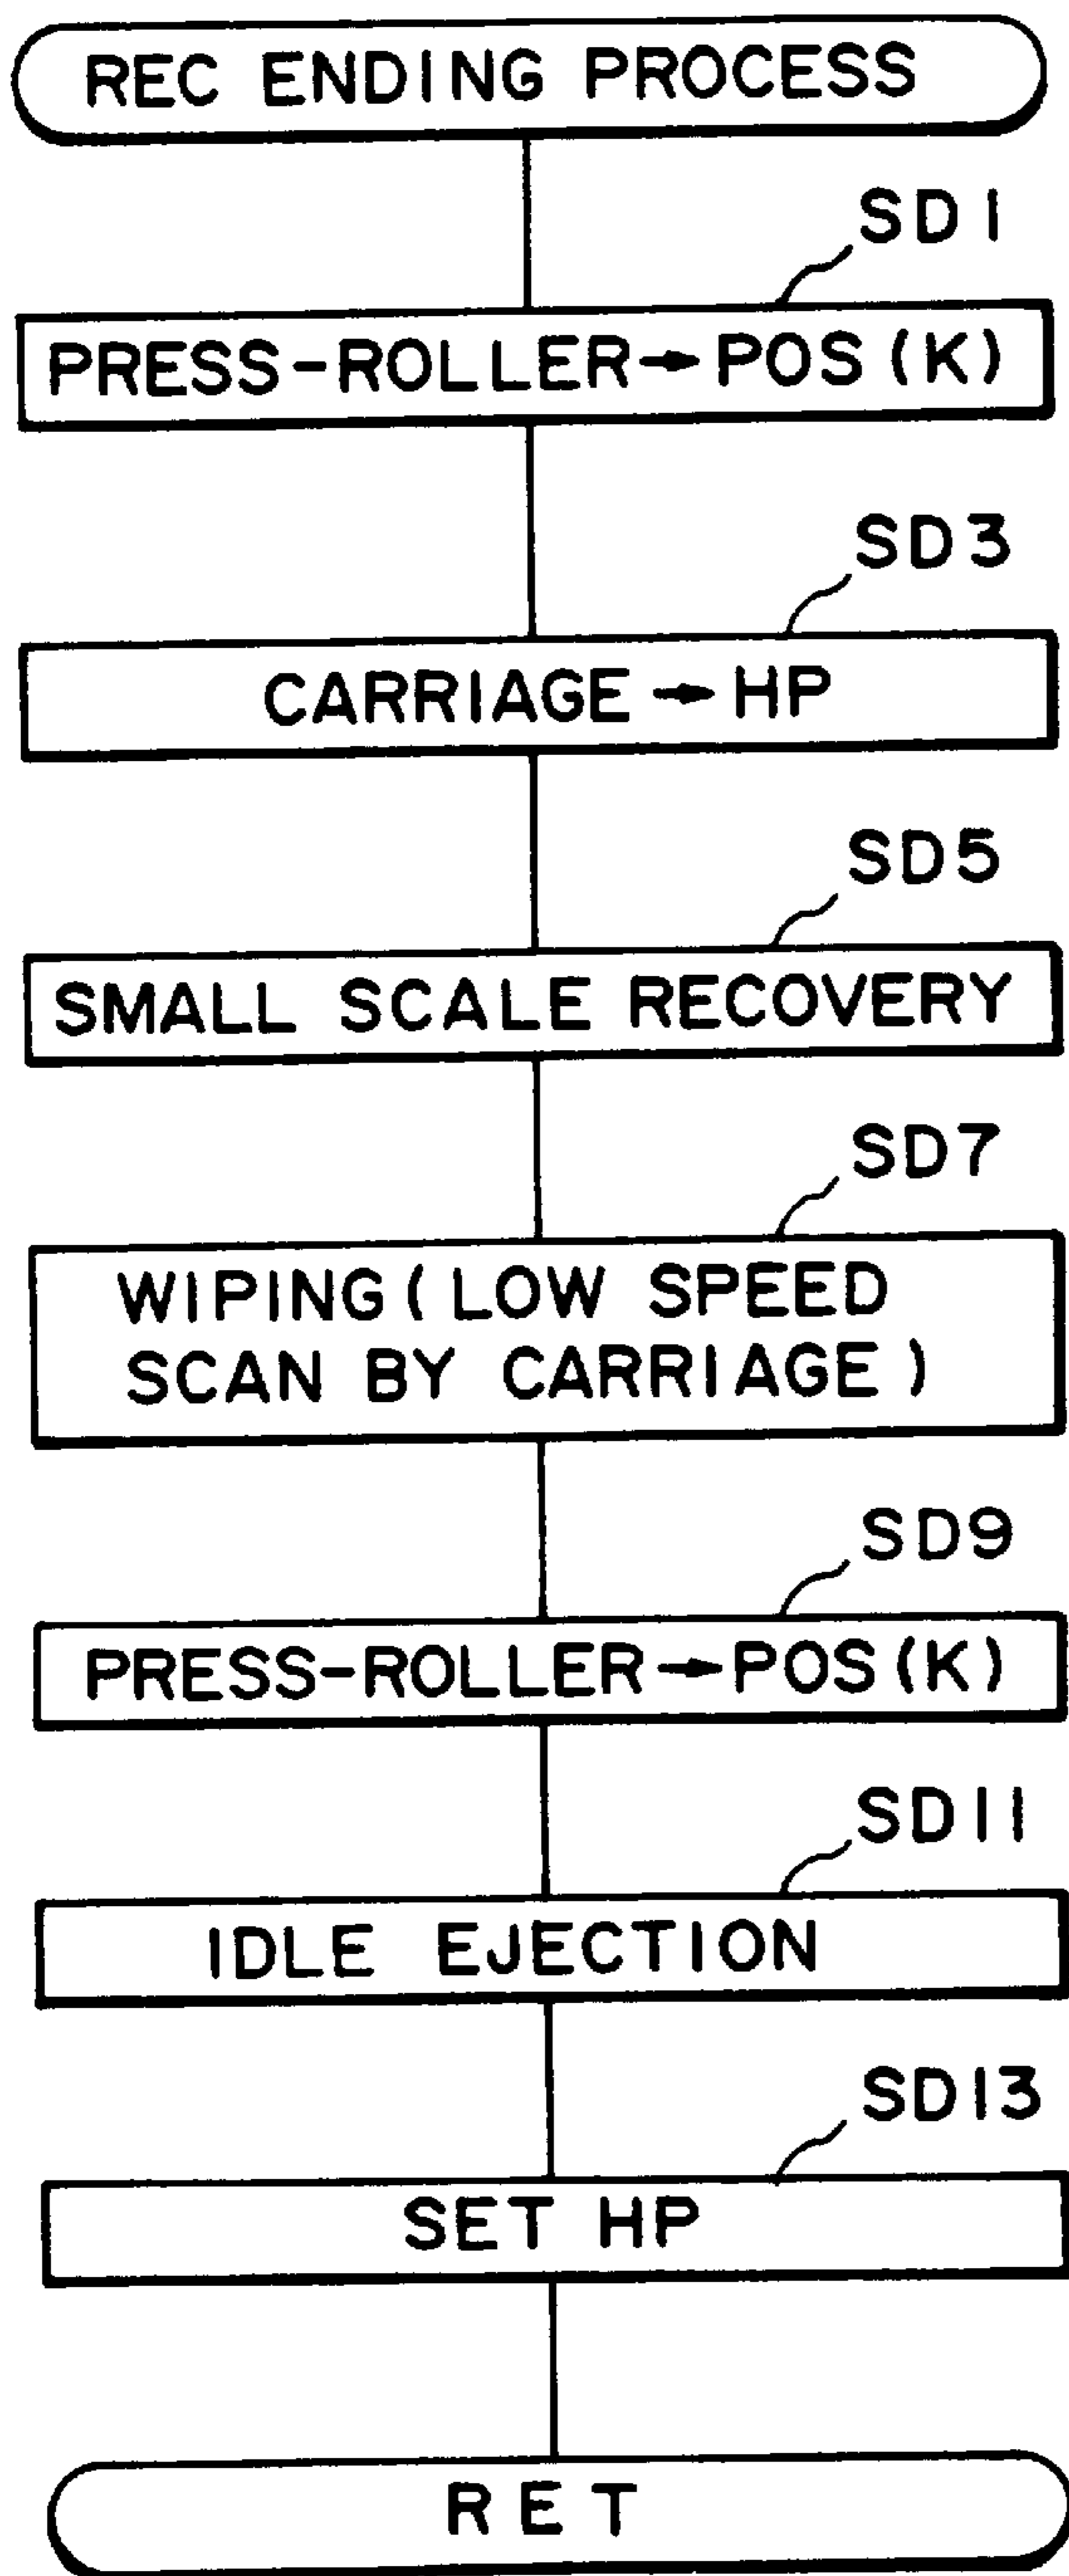 REC ENDING PROCESS
SD1
PRESS-ROLLER→POS(K)
SD3
CARRIAGE→HP
SD5
SMALL SCALE RECOVERY
SD7
WIPING(LOW SPEED
SCAN BY CARRIAGE)
SD9
PRESS-ROLLER→POS(K)
SD11
IDLE EJECTION
SD13
SET HP
RET